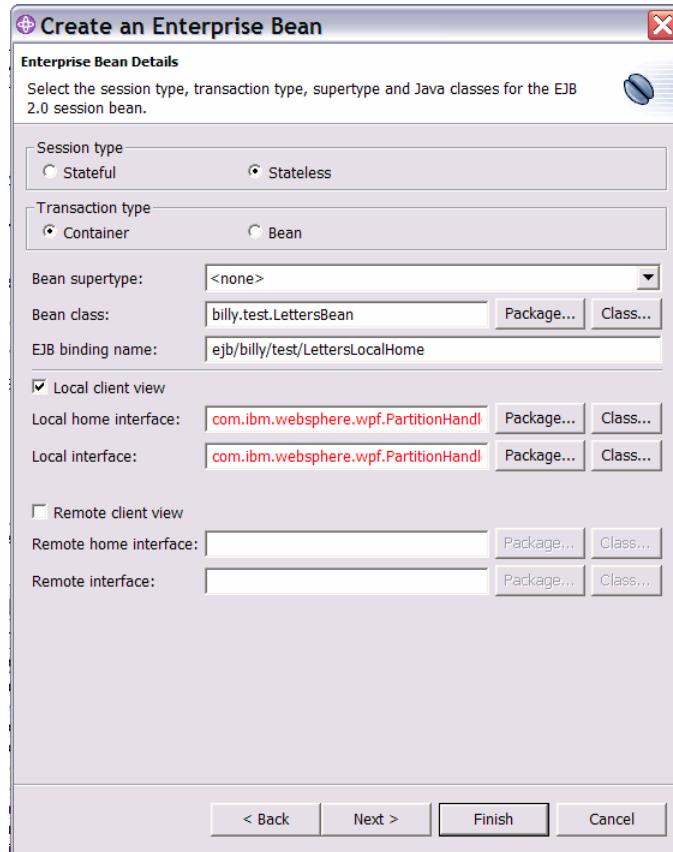 Create an Enterprise Bean
Enterprise Bean Details
Select the session type, transaction type, supertype and Java classes for the EJB
2.0 session bean.
Session type
Stateful Stateless
Transaction type
Container Bean
Bean supertype: <none>
Bean class: billy.test.LettersBean Package... Class...
EJB binding name: ejb/billy/test/LettersLocalHome
Local client view
Local home interface: com.ibm.websphere.wpf.PartitionHandl Package... Class...
Local interface: com.ibm.websphere.wpf.PartitionHandl Package... Class...
Remote client view
Remote home interface: Package... Class...
Remote interface: Package... Class...
< Back Next > Finish Cancel